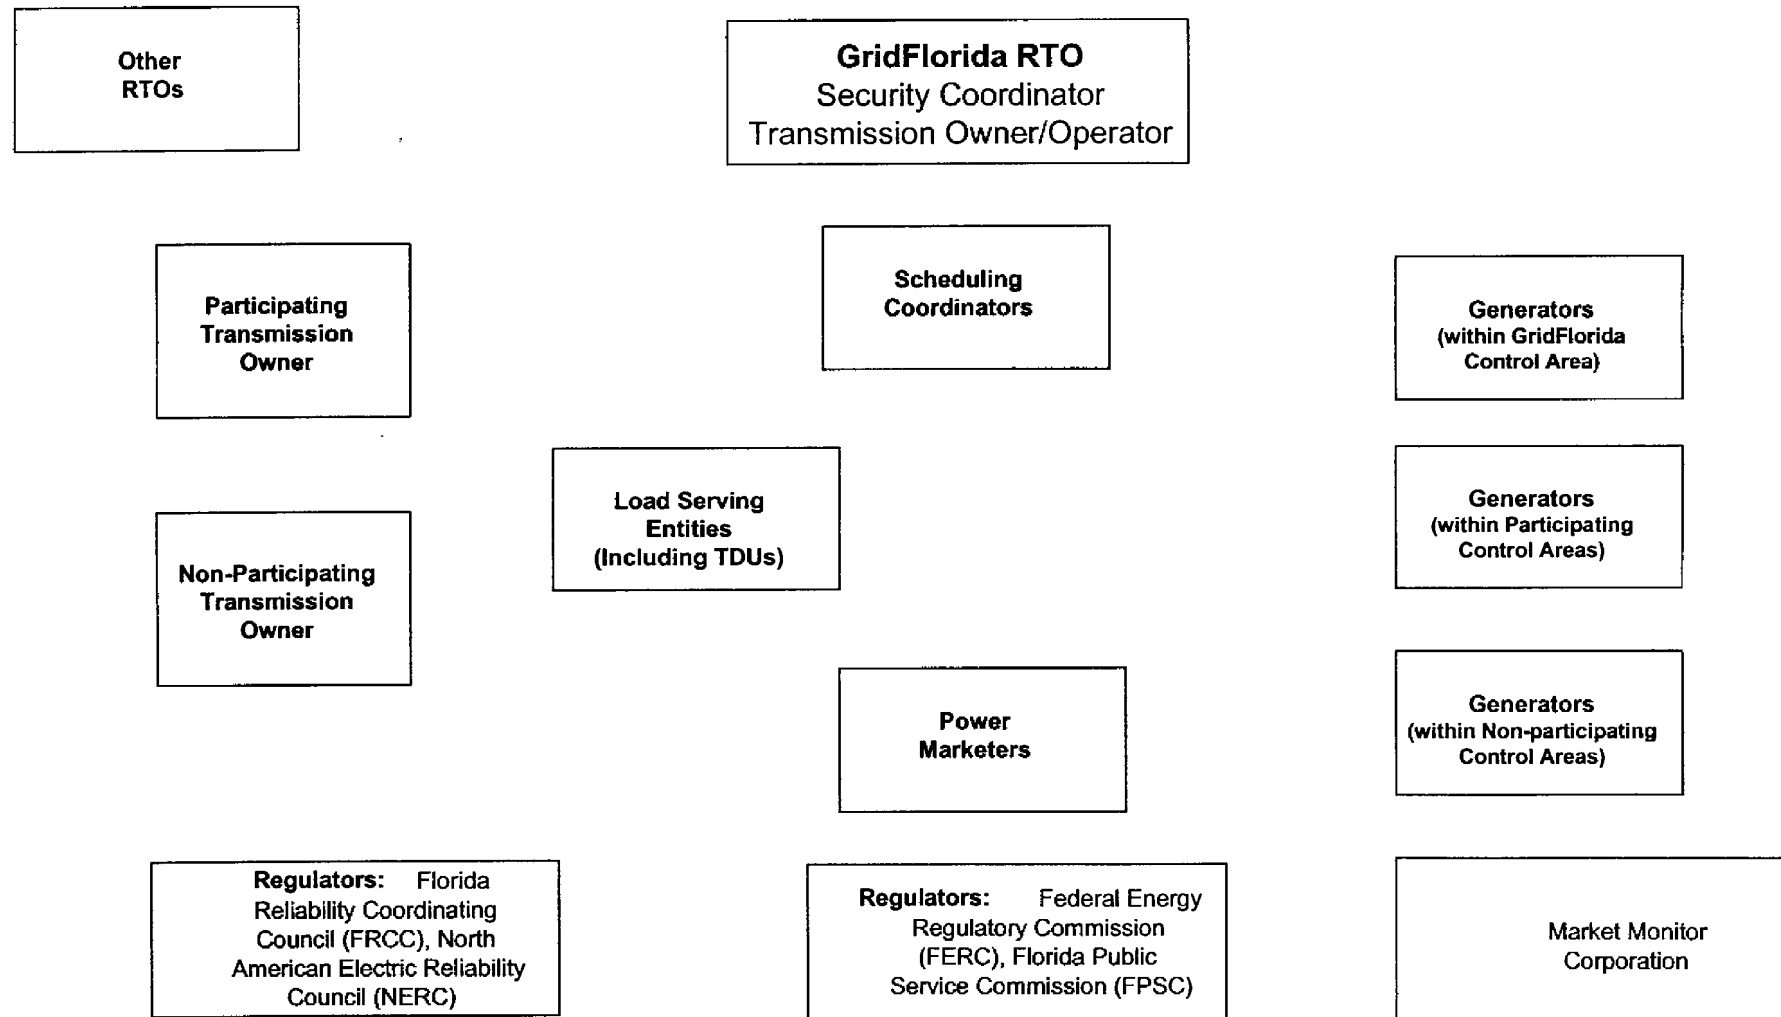 Other
RTOs
GridFlorida RTO
Security Coordinator
Transmission Owner/Operator
Participating
Transmission
Owner
Scheduling
Coordinators
Generators
(within GridFlorida
Control Area)
Load Serving
Entities
(Including TDUs)
Generators
(within Participating
Control Areas)
Non-Participating
Transmission
Owner
Power
Marketers
Generators
(within Non-participating
Control Areas)
Regulators: Florida
Reliability Coordinating
Council (FRCC), North
American Electric Reliability
Council (NERC)
Regulators: Federal Energy
Regulatory Commission
(FERC), Florida Public
Service Commission (FPSC)
Market Monitor
Corporation